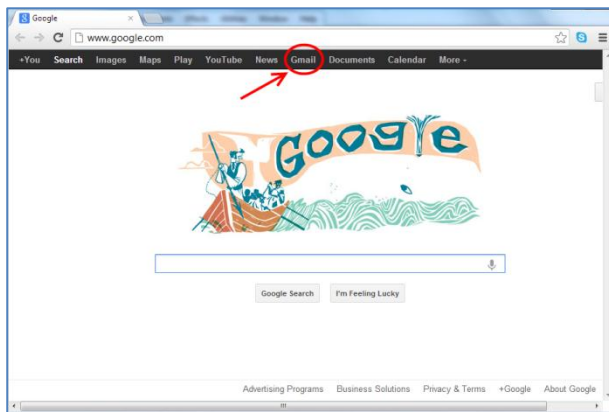 Google
www.google.com
+You Search Images Maps Play YouTube News Gmail Documents Calendar More
Google
Google Search I'm Feeling Lucky
Advertising Programs Business Solutions Privacy & Terms +Google About Google